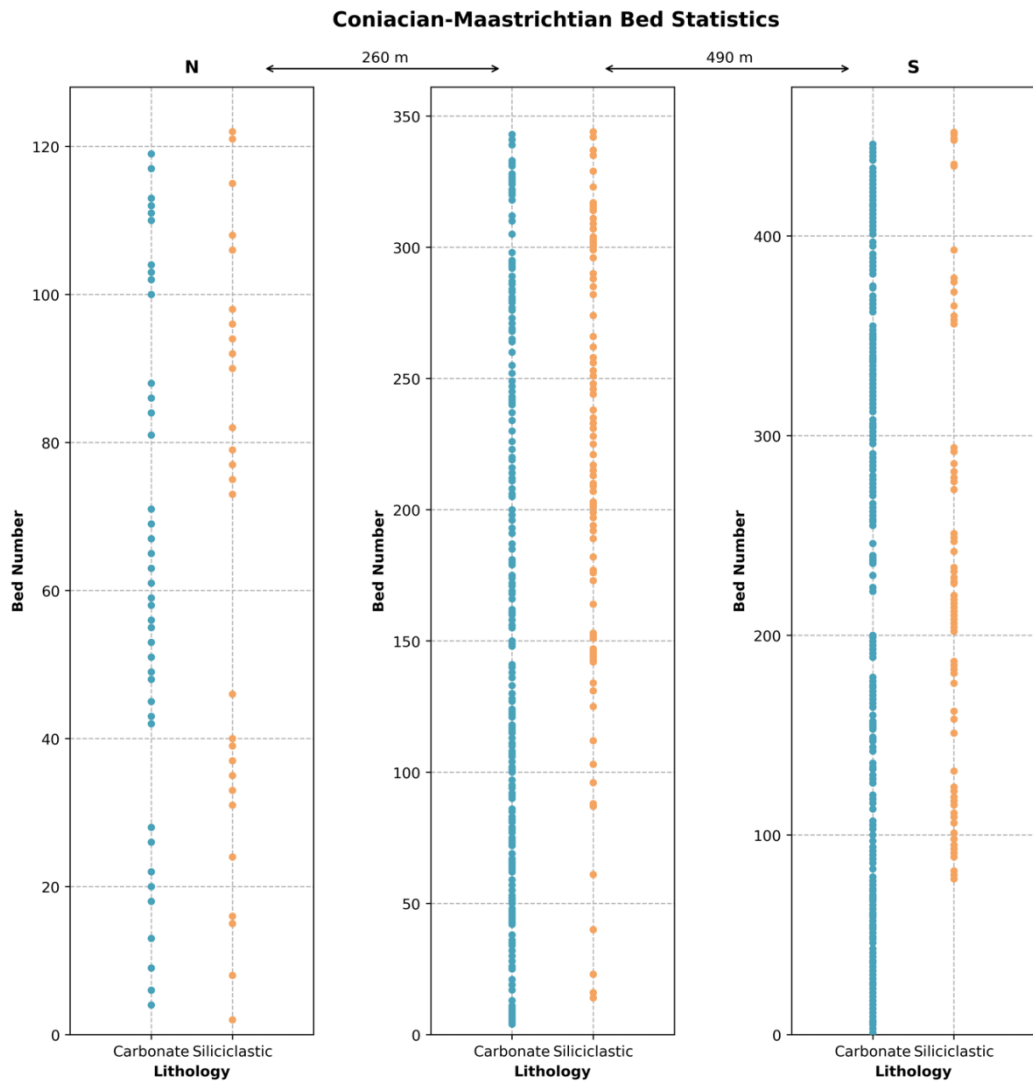 Coniacian-Maastrichtian Bed Statistics
N 260 m 490 m S
120
100
80
60
40
20
0
Bed Number
Carbonate Siliciclastic
Lithology
350
300
250
200
150
100
50
0
Bed Number
Carbonate Siliciclastic
Lithology
400
300
200
100
0
Bed Number
Carbonate Siliciclastic
Lithology